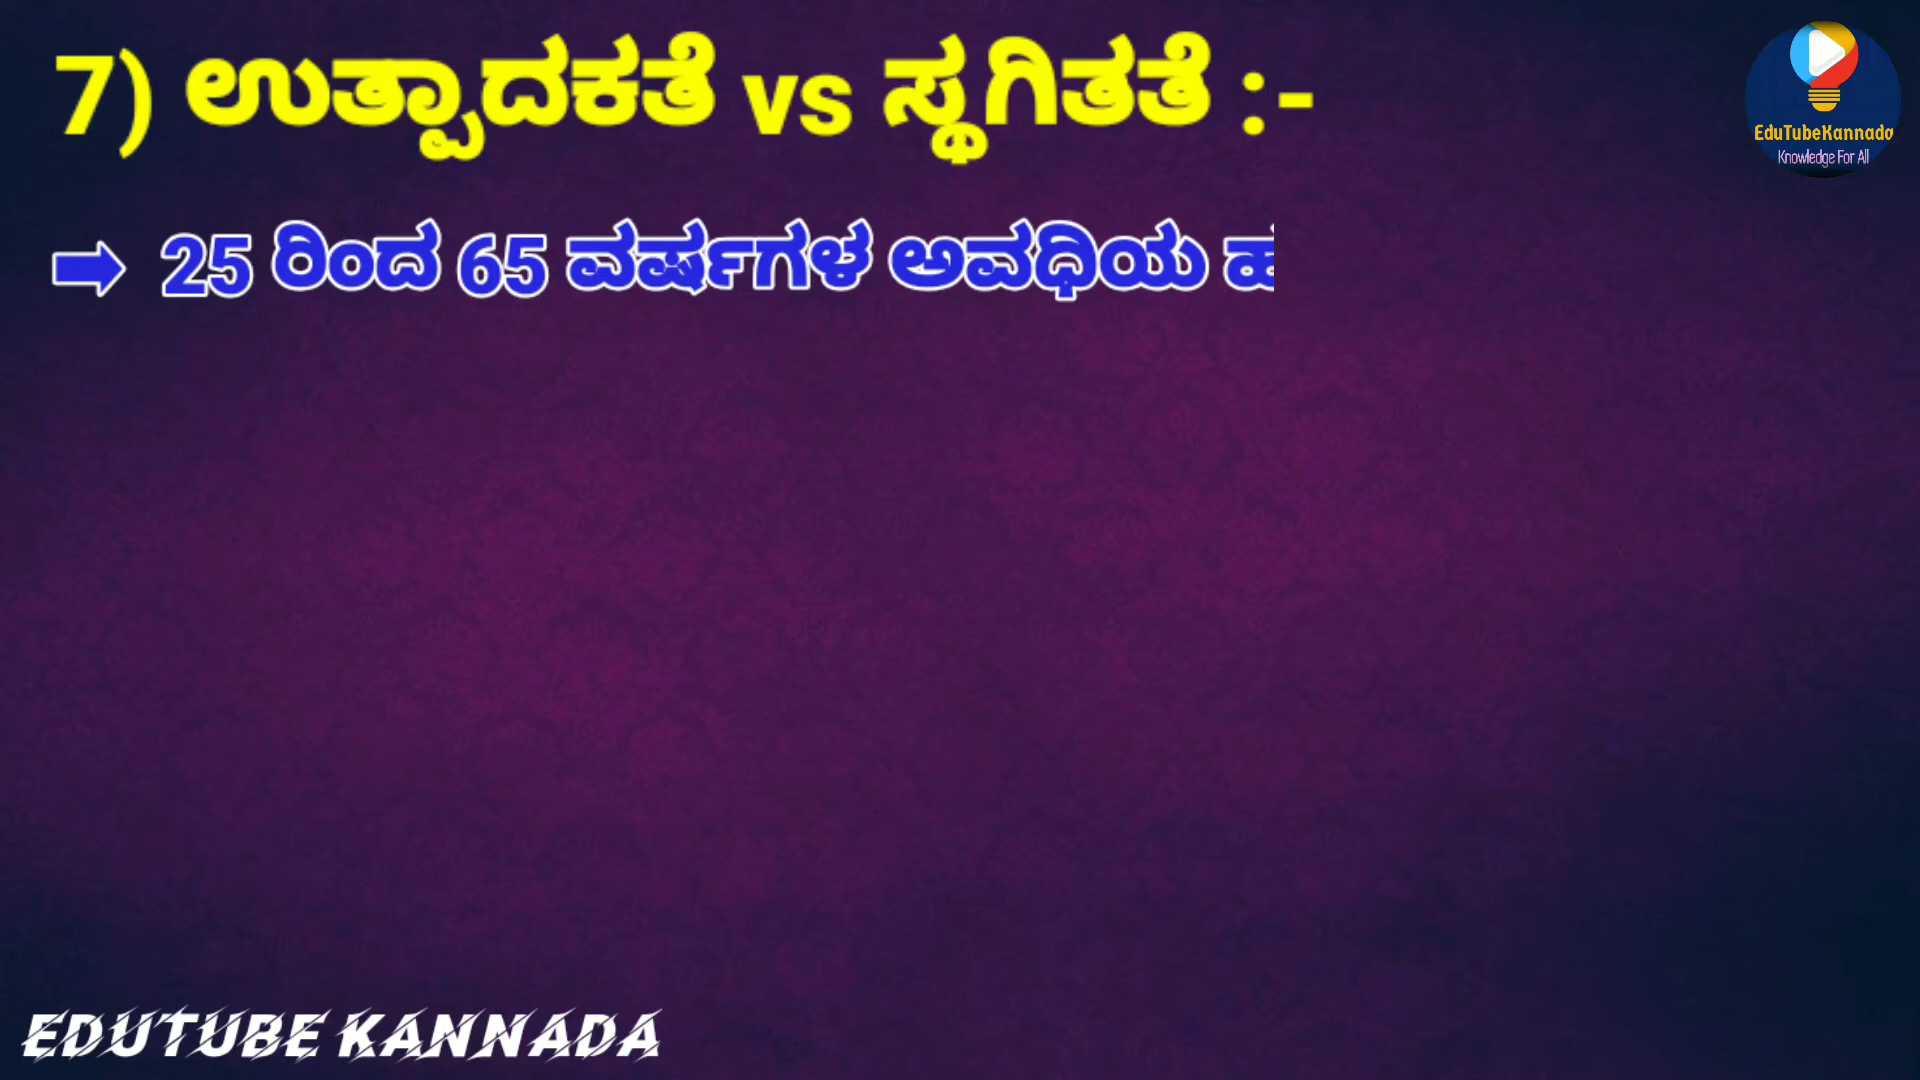 7) ಉತ್ಪಾದಕತೆ vs ಸ್ಥಗಿತತೆ :-
EduTubeKannada
Knowledge For All
➡ 25 ರಿಂದ 65 ವರ್ಷಗಳ ಅವಧಿಯ
EDUTUBE KANNADA